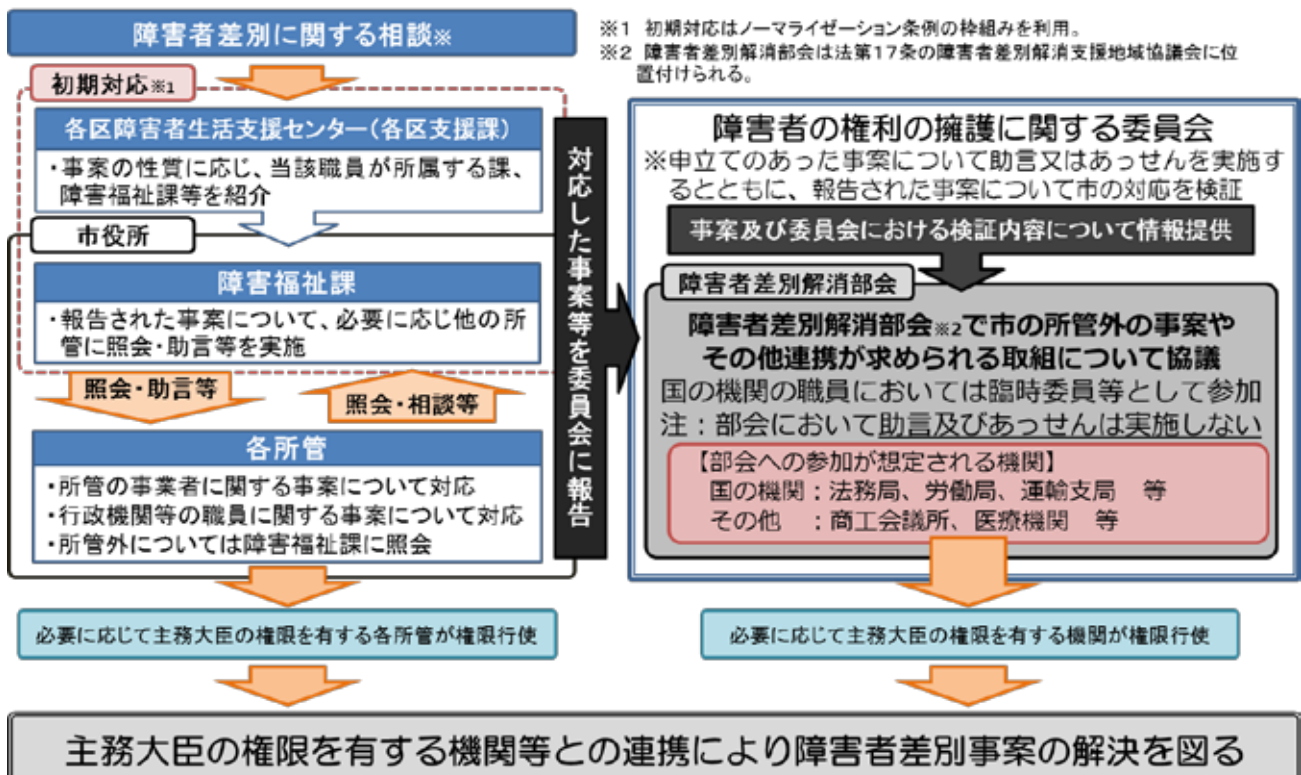 障害者差別に関する相談※
※1 初期対応はノーマライゼーション条例の枠組みを利用。
※2 障害者差別解消部会は法第17条の障害者差別解消支援地域協議会に位
置付けられる。
初期対応※1
各区障害者生活支援センター(各区支援課)
・事案の性質に応じ、当該職員が所属する課、
障害福祉課等を紹介
市役所
障害福祉課
・報告された事案について、必要に応じ他の所
管に照会・助言等を実施
照会・助言等
照会・相談等
各所管
・所管の事業者に関する事案について対応
・行政機関等の職員に関する事案について対応
・所管外については障害福祉課に照会
対応した事案等を委員会に報告
障害者の権利の擁護に関する委員会
※申立てのあった事案について助言又はあっせんを実施す
るとともに、報告された事案について市の対応を検証
事案及び委員会における検証内容について情報提供
障害者差別解消部会
障害者差別解消部会※2で市の所管外の事案や
その他連携が求められる取組について協議
国の機関の職員においては臨時委員等として参加
注：部会において助言及びあっせんは実施しない
【部会への参加が想定される機関】
国の機関：法務局、労働局、運輸支局 等
その他 ：商工会議所、医療機関 等
必要に応じて主務大臣の権限を有する各所管が権限行使
必要に応じて主務大臣の権限を有する機関が権限行使
主務大臣の権限を有する機関等との連携により障害者差別事案の解決を図る